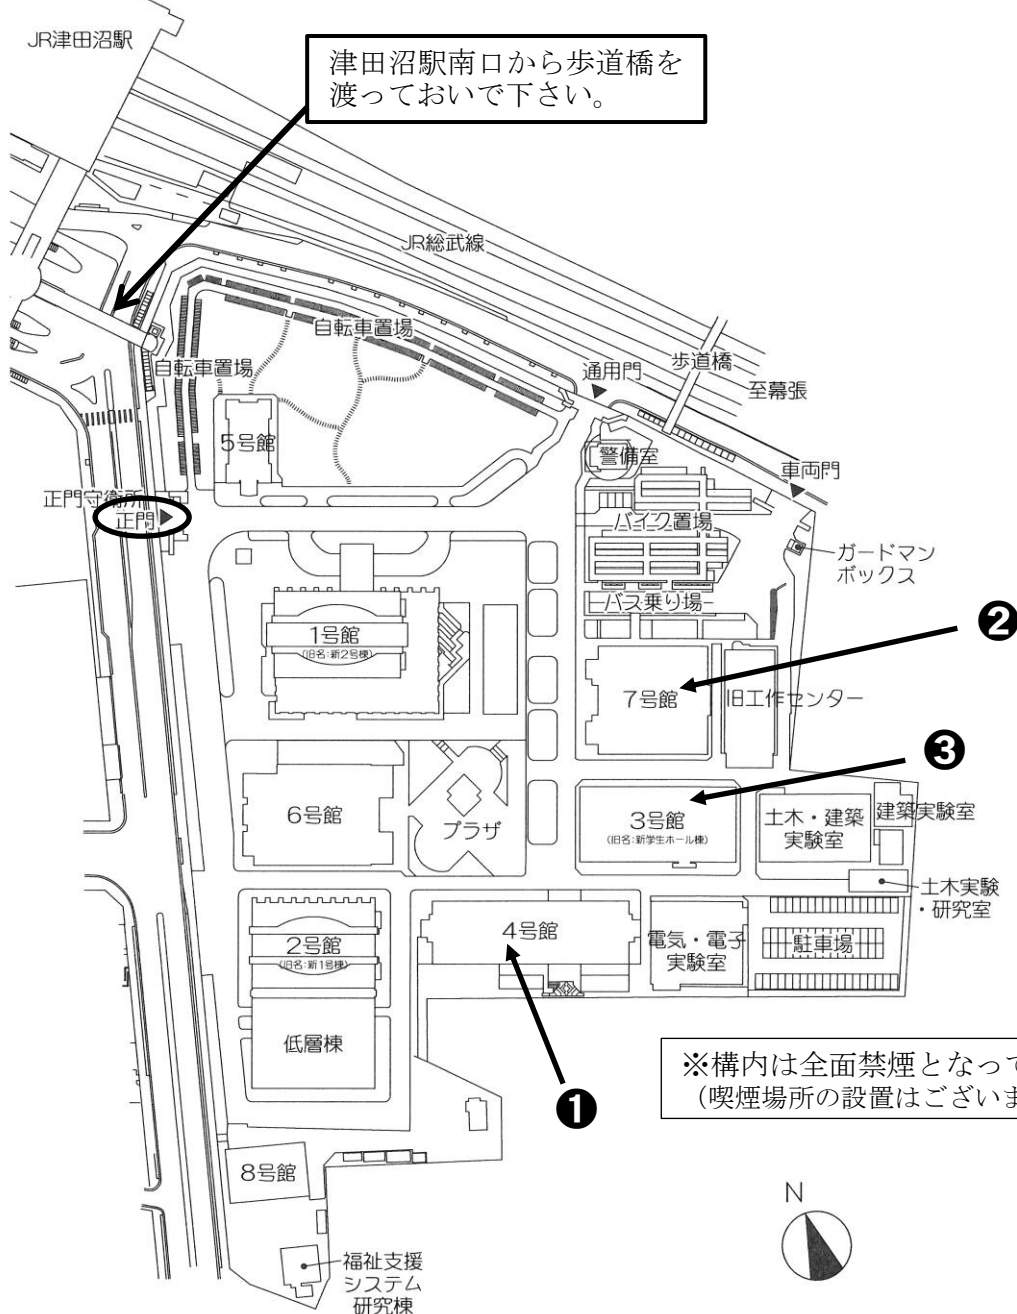 JR津田沼駅
津田沼駅南口から歩道橋を
渡っておいで下さい。
JR総武線
自転車置場
自転車置場
歩道橋
通用門
至幕張
5号館
警備室
車両門
正門守衛所
正門
バイク置場
ガードマン
ボックス
バス乗り場
❷
1号館
(旧名:新2号棟)
7号館
旧工作センター
❸
6号館
プラザ
3号館
(旧名:新学生ホール棟)
土木・建築
実験室
建築実験室
土木実験
・研究室
2号館
(旧名:新1号棟)
4号館
電気・電子
実験室
駐車場
低層棟
※構内は全面禁煙となって
（喫煙場所の設置はございま
❶
8号館
N
福祉支援
システム
研究棟